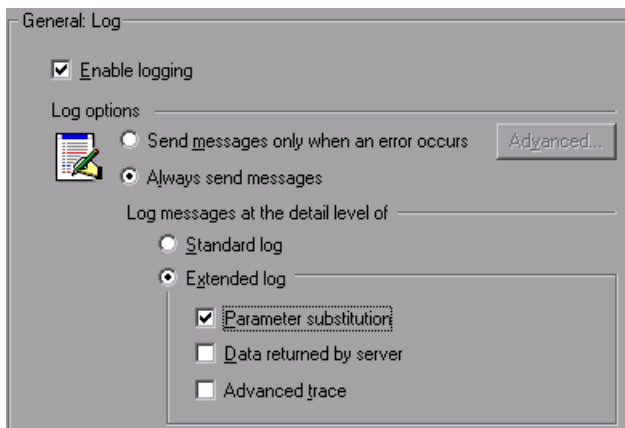 General: Log
Enable logging
Log options
Send messages only when an error occurs
Advanced...
Always send messages
Log messages at the detail level of
Standard log
Extended log
Parameter substitution
Data returned by server
Advanced trace